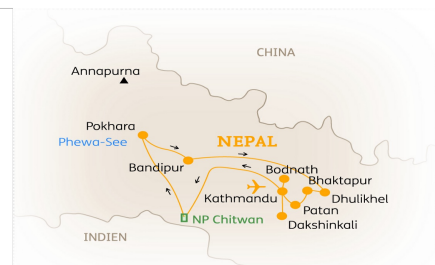 CHINA
Annapurna
Pokhara
Phewa-See
NEPAL
Bandipur
Bodnath
Bhaktapur
Kathmandu
Dhulikhel
Patan
NP Chitwan
Dakshinkali
INDIEN